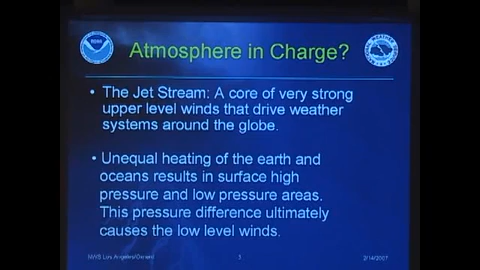 Atmosphere in Charge?
• The Jet Stream: A core of very strong
upper level winds that drive weather
systems around the globe.
• Unequal heating of the earth and
oceans results in surface high
pressure and low pressure areas.
This pressure difference ultimately
causes the low level winds.
NWS Los Angeles/Oxnard
5
2/14/2007